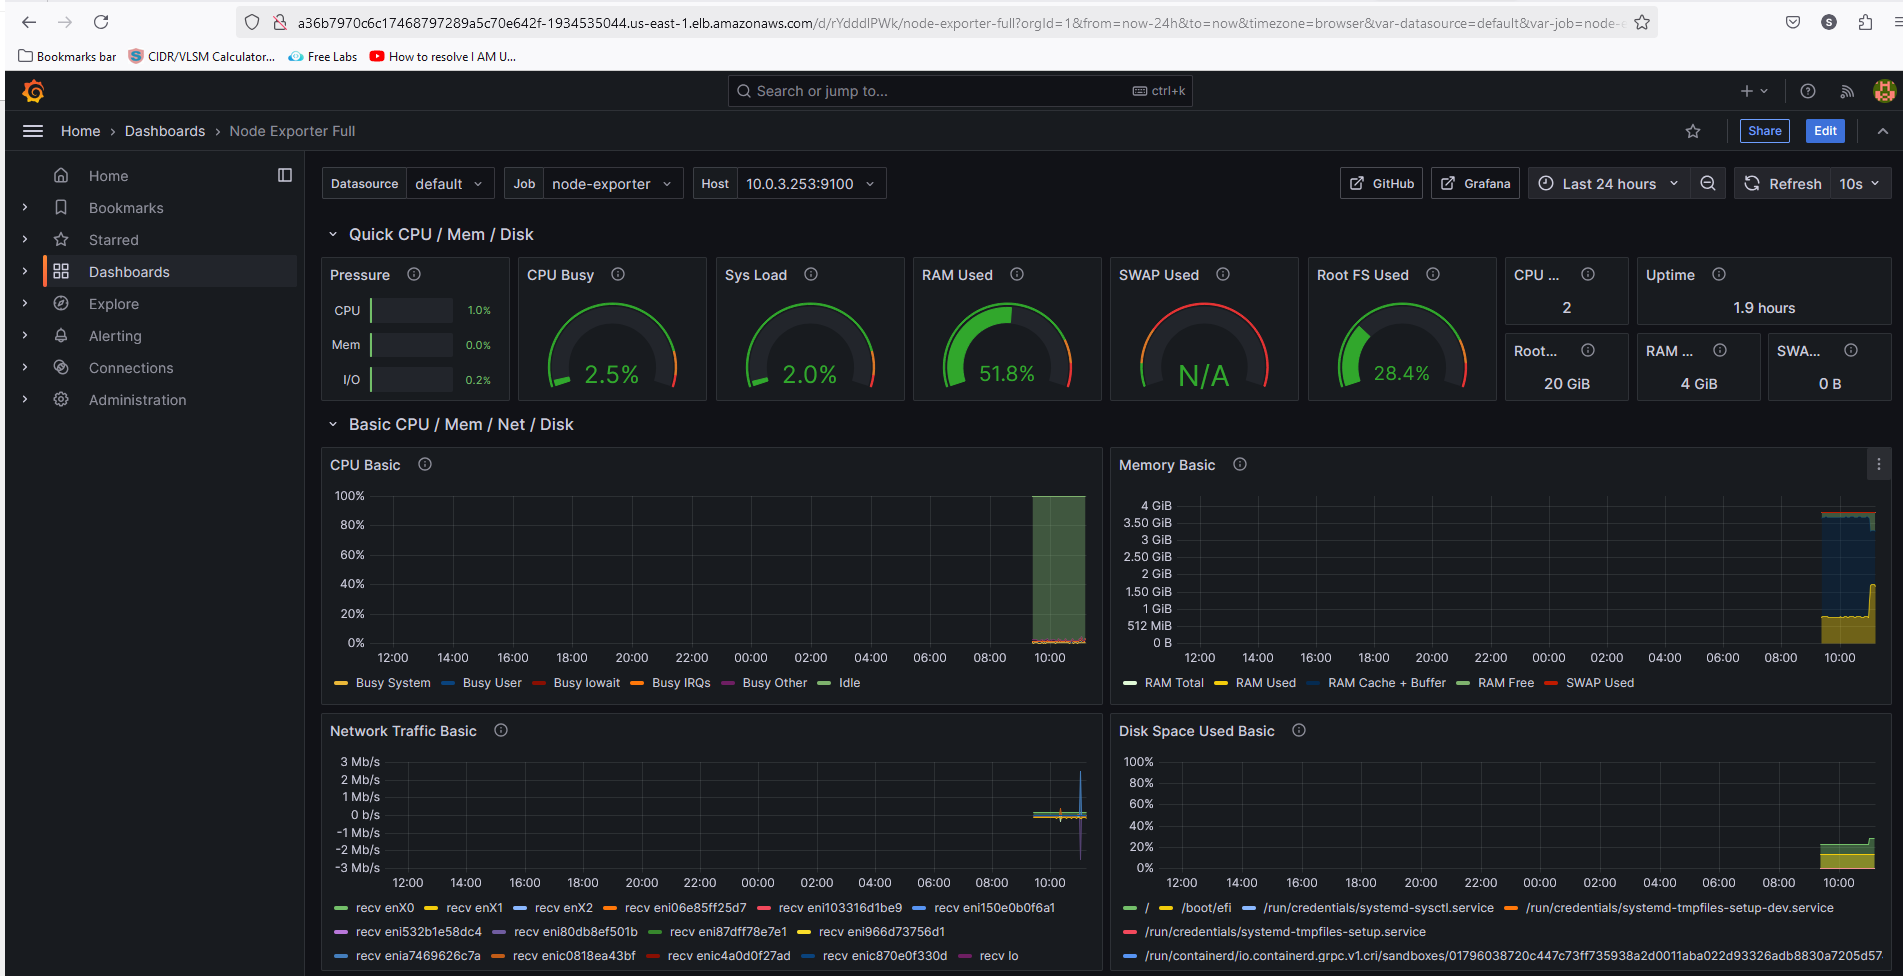 a36b7970c6c17468797289a5c70e642f-1934535044.us-east-1.elb.amazonaws.com/d/rYdddlPWk/node-exporter-full?orgId=1&from=now-24h&to=now&timezone=browser&var-datasource=default&var-job=node-e
S
Bookmarks bar
S CIDR/VLSM Calculator...
Free Labs
How to resolve I AM U...
Search or jump to...
ctrl+k
Home › Dashboards › Node Exporter Full
Share
Edit
Home
Bookmarks
Starred
Dashboards
Explore
Alerting
Connections
Administration
Datasource default
Job node-exporter
Host 10.0.3.253:9100
GitHub
Grafana
Last 24 hours
Refresh 10s
Quick CPU / Mem / Disk
Pressure
CPU 1.0%
Mem 0.0%
I/O 0.2%
CPU Busy
2.5%
Sys Load
2.0%
RAM Used
51.8%
SWAP Used
N/A
Root FS Used
28.4%
CPU ...
2
Uptime
1.9 hours
Root...
20 GiB
RAM ...
4 GiB
SWA...
0 B
Basic CPU / Mem / Net / Disk
CPU Basic
100%
80%
60%
40%
20%
0%
12:00 14:00 16:00 18:00 20:00 22:00 00:00 02:00 04:00 06:00 08:00 10:00
Busy System Busy User Busy Iowait Busy IRQs Busy Other Idle
Memory Basic
4 GiB
3.50 GiB
3 GiB
2.50 GiB
2 GiB
1.50 GiB
1 GiB
512 MiB
0 B
12:00 14:00 16:00 18:00 20:00 22:00 00:00 02:00 04:00 06:00 08:00 10:00
RAM Total RAM Used RAM Cache + Buffer RAM Free SWAP Used
Network Traffic Basic
3 Mb/s
2 Mb/s
1 Mb/s
0 b/s
-1 Mb/s
-2 Mb/s
-3 Mb/s
12:00 14:00 16:00 18:00 20:00 22:00 00:00 02:00 04:00 06:00 08:00 10:00
recv enX0 recv enX1 recv enX2 recv eni06e85ff25d7 recv eni103316d1be9 recv eni150e0b0f6a1
recv eni532b1e58dc4 recv eni80db8ef501b recv eni87dff78e7e1 recv eni966d73756d1
recv enia7469626c7a recv enic0818ea43bf recv enic4a0d0f27ad recv enic870e0f330d recv lo
Disk Space Used Basic
100%
80%
60%
40%
20%
0%
12:00 14:00 16:00 18:00 20:00 22:00 00:00 02:00 04:00 06:00 08:00 10:00
/ /boot/efi /run/credentials/systemd-sysctl.service /run/credentials/systemd-tmpfiles-setup-dev.service
/run/credentials/systemd-tmpfiles-setup.service
/run/containerd/io.containerd.grpc.v1.cri/sandboxes/01796038720c447c73ff735938a2d0011aba022d93326adb8830a7205d57